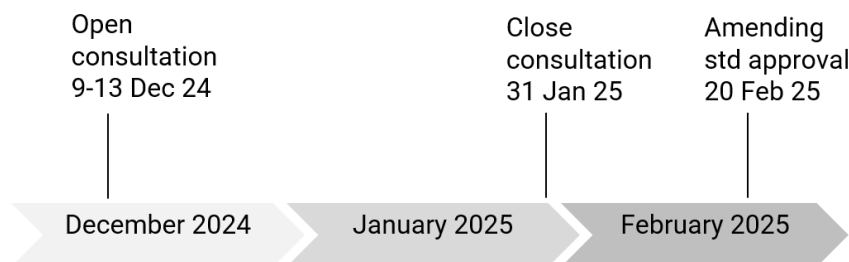 Open
consultation
9-13 Dec 24
Close
consultation
31 Jan 25
Amending
std approval
20 Feb 25
December 2024
January 2025
February 2025